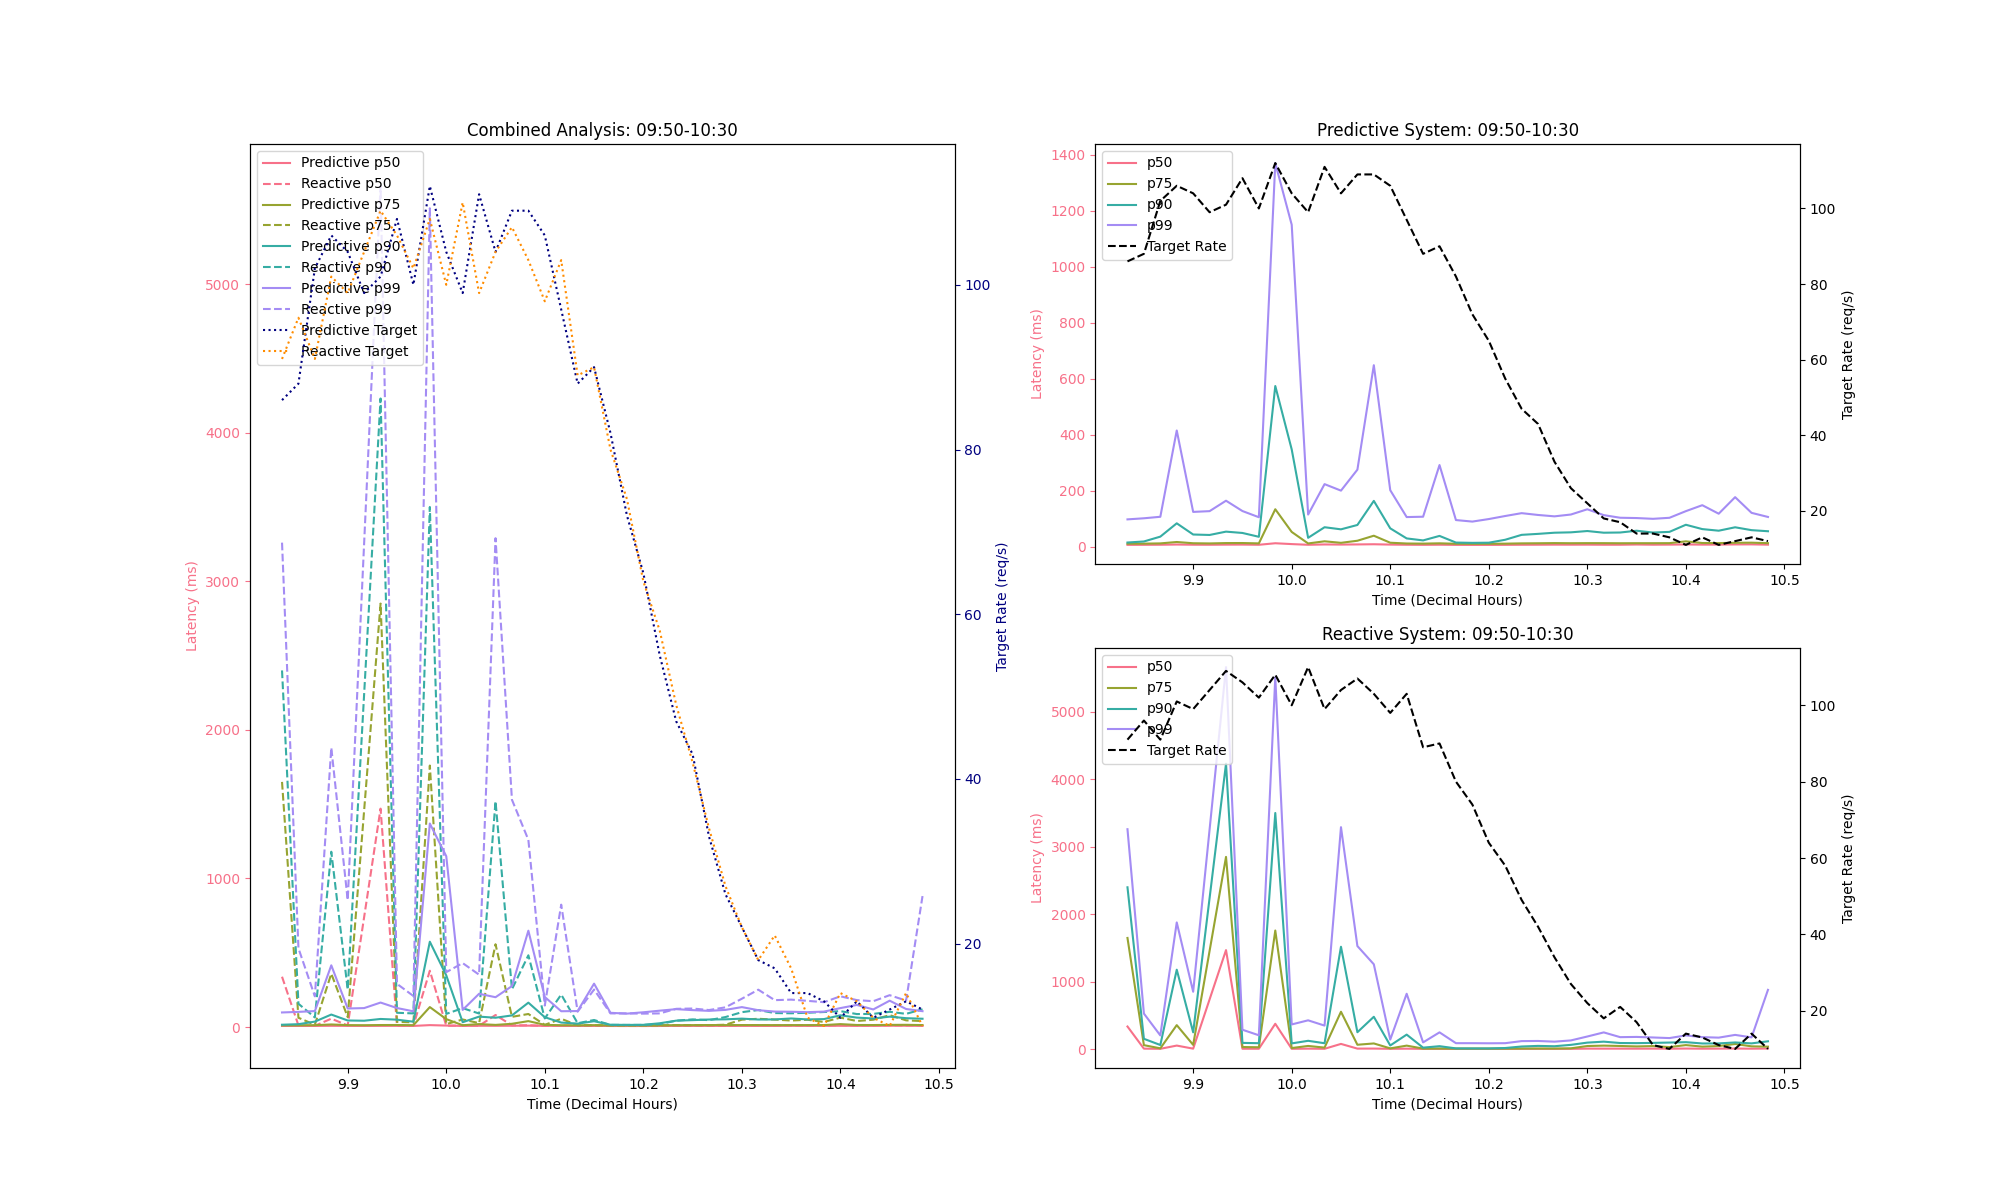 Combined Analysis: 09:50-10:30
Predictive p50
Reactive p50
Predictive p75
Reactive p75
Predictive p90
Reactive p90
Predictive p99
Reactive p99
Predictive Target
Reactive Target
5000
4000
3000
2000
1000
0
Latency (ms)
100
80
60
40
20
Target Rate (req/s)
9.9 10.0 10.1 10.2 10.3 10.4 10.5
Time (Decimal Hours)
Predictive System: 09:50-10:30
p50
p75
p90
p99
Target Rate
1400
1200
1000
800
600
400
200
0
Latency (ms)
100
80
60
40
20
Target Rate (req/s)
9.9 10.0 10.1 10.2 10.3 10.4 10.5
Time (Decimal Hours)
Reactive System: 09:50-10:30
p50
p75
p90
p99
Target Rate
5000
4000
3000
2000
1000
0
Latency (ms)
100
80
60
40
20
Target Rate (req/s)
9.9 10.0 10.1 10.2 10.3 10.4 10.5
Time (Decimal Hours)